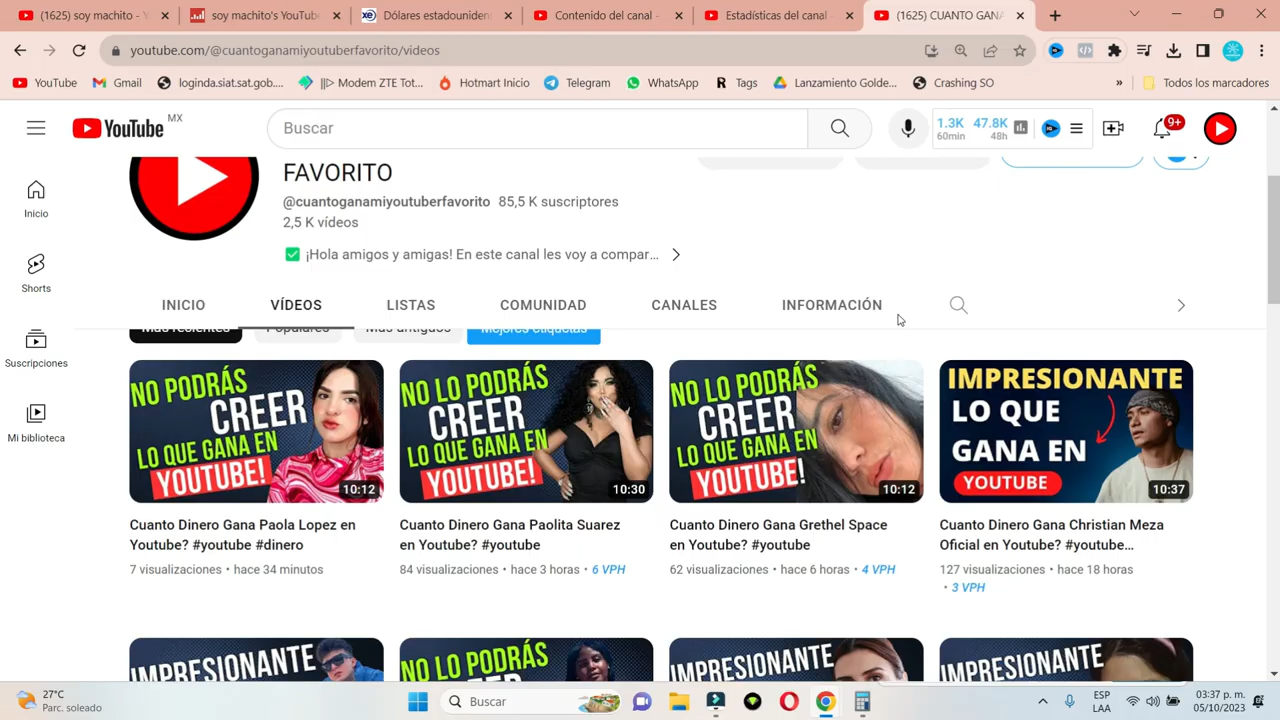 (1625) soy machito - Y
soy machito's YouTube
Dólares estadouniden
Contenido del canal -
Estadísticas del canal -
(1625) CUANTO GANA
youtube.com/@cuantoganamiyoutuberfavorito/videos
YouTube
Gmail
loginda.siat.sat.gob....
||▷ Modem ZTE Tot...
Hotmart Inicio
Telegram
WhatsApp
Tags
Lanzamiento Golde...
Crashing SO
»
Todos los marcadores
YouTube
MX
Buscar
1.3K
60min
47.8K
48h
9+
Inicio
Shorts
Suscripciones
Mi biblioteca
FAVORITO
@cuantoganamiyoutuberfavorito 85,5 K suscriptores
2,5 K vídeos
¡Hola amigos y amigas! En este canal les voy a compar...
INICIO
VÍDEOS
LISTAS
COMUNIDAD
CANALES
INFORMACIÓN
Más recientes
Populares
Más antiguos
Mejores etiquetas
NO PODRÁS
CREER
LO QUE GANA EN
YOUTUBE!
10:12
NO LO PODRÁS
CREER
LO QUE GANA EN
YOUTUBE!
10:30
NO LO PODRÁS
CREER
LO QUE GANA EN
YOUTUBE!
10:12
IMPRESIONANTE
LO QUE
GANA EN
YOUTUBE
10:37
Cuanto Dinero Gana Paola Lopez en
Youtube? #youtube #dinero
7 visualizaciones • hace 34 minutos
Cuanto Dinero Gana Paolita Suarez
en Youtube? #youtube
84 visualizaciones • hace 3 horas • 6 VPH
Cuanto Dinero Gana Grethel Space
en Youtube? #youtube
62 visualizaciones • hace 6 horas • 4 VPH
Cuanto Dinero Gana Christian Meza
Oficial en Youtube? #youtube...
127 visualizaciones • hace 18 horas
• 3 VPH
IMPRESIONANTE
NO LO PODRÁS
IMPRESIONANTE
IMPRESIONANTE
27°C
Parc. soleado
Buscar
ESP
LAA
03:37 p. m.
05/10/2023